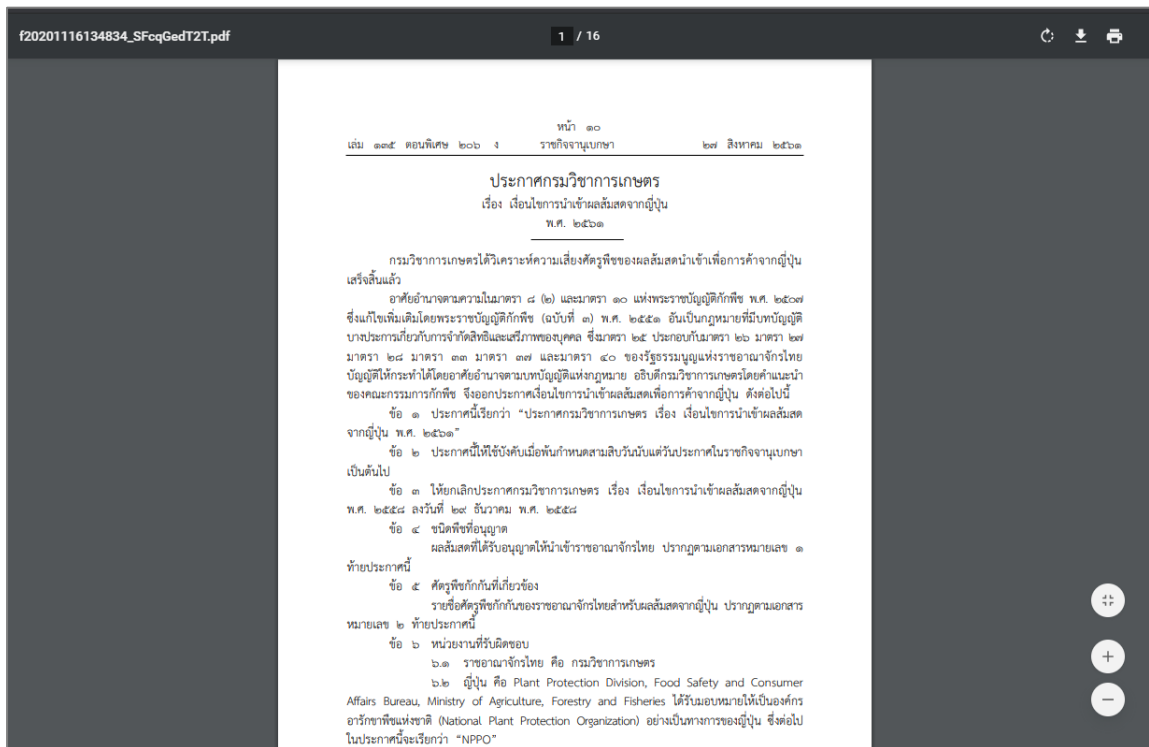 f20201116134834_SFcqGedT2T.pdf
1 / 16
หน้า ๑๐
เล่ม ๑๓๕ ตอนพิเศษ ๒๐๖ ง ราชกิจจานุเบกษา ๒๗ สิงหาคม ๒๕๖๑
ประกาศกรมวิชาการเกษตร
เรื่อง เงื่อนไขการนำเข้าผลส้มสดจากญี่ปุ่น
พ.ศ. ๒๕๖๑
กรมวิชาการเกษตรได้วิเคราะห์ความเสี่ยงศัตรูพืชของผลส้มสดนำเข้าเพื่อการค้าจากญี่ปุ่น
เสร็จสิ้นแล้ว
อาศัยอำนาจตามความในมาตรา ๘ (๒) และมาตรา ๑๐ แห่งพระราชบัญญัติกักพืช พ.ศ. ๒๕๐๗
ซึ่งแก้ไขเพิ่มเติมโดยพระราชบัญญัติกักพืช (ฉบับที่ ๓) พ.ศ. ๒๕๕๑ อันเป็นกฎหมายที่มีบทบัญญัติ
บางประการเกี่ยวกับการจำกัดสิทธิและเสรีภาพของบุคคล ซึ่งมาตรา ๒๕ ประกอบกับมาตรา ๒๖ มาตรา ๒๗
มาตรา ๒๘ มาตรา ๓๓ มาตรา ๓๗ และมาตรา ๔๐ ของรัฐธรรมนูญแห่งราชอาณาจักรไทย
บัญญัติให้กระทำได้โดยอาศัยอำนาจตามบทบัญญัติแห่งกฎหมาย อธิบดีกรมวิชาการเกษตรโดยคำแนะนำ
ของคณะกรรมการกักพืช จึงออกประกาศเงื่อนไขการนำเข้าผลส้มสดเพื่อการค้าจากญี่ปุ่น ดังต่อไปนี้
ข้อ ๑ ประกาศนี้เรียกว่า “ประกาศกรมวิชาการเกษตร เรื่อง เงื่อนไขการนำเข้าผลส้มสด
จากญี่ปุ่น พ.ศ. ๒๕๖๑”
ข้อ ๒ ประกาศนี้ให้ใช้บังคับเมื่อพ้นกำหนดสามสิบวันนับแต่วันประกาศในราชกิจจานุเบกษา
เป็นต้นไป
ข้อ ๓ ให้ยกเลิกประกาศกรมวิชาการเกษตร เรื่อง เงื่อนไขการนำเข้าผลส้มสดจากญี่ปุ่น
พ.ศ. ๒๕๕๘ ลงวันที่ ๒๙ ธันวาคม พ.ศ. ๒๕๕๘
ข้อ ๔ ชนิดพืชที่อนุญาต
ผลส้มสดที่ได้รับอนุญาตให้นำเข้าราชอาณาจักรไทย ปรากฏตามเอกสารหมายเลข ๑
ท้ายประกาศนี้
ข้อ ๕ ศัตรูพืชกักกันที่เกี่ยวข้อง
รายชื่อศัตรูพืชกักกันของราชอาณาจักรไทยสำหรับผลส้มสดจากญี่ปุ่น ปรากฏตามเอกสาร
หมายเลข ๒ ท้ายประกาศนี้
ข้อ ๖ หน่วยงานที่รับผิดชอบ
๖.๑ ราชอาณาจักรไทย คือ กรมวิชาการเกษตร
๖.๒ ญี่ปุ่น คือ Plant Protection Division, Food Safety and Consumer
Affairs Bureau, Ministry of Agriculture, Forestry and Fisheries ได้รับมอบหมายให้เป็นองค์กร
อารักขาพืชแห่งชาติ (National Plant Protection Organization) อย่างเป็นทางการของญี่ปุ่น ซึ่งต่อไป
ในประกาศนี้จะเรียกว่า “NPPO”